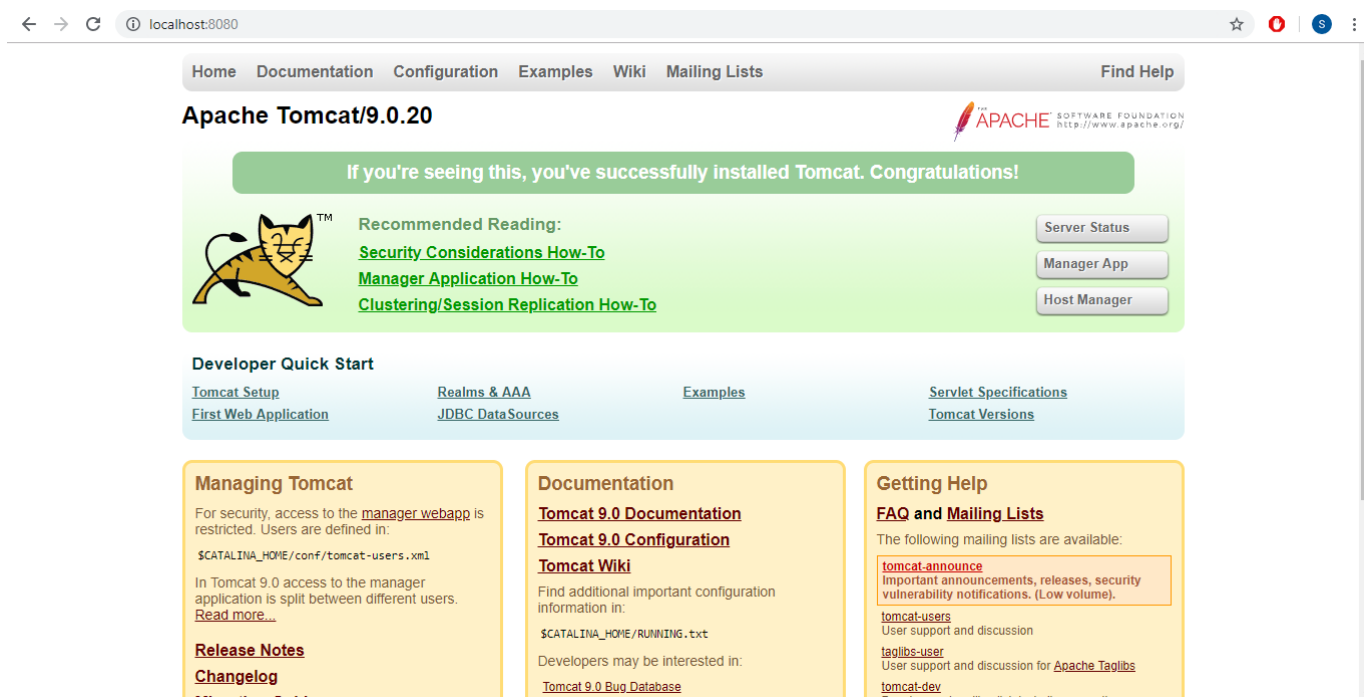 localhost:8080
S
Home Documentation Configuration Examples Wiki Mailing Lists Find Help
Apache Tomcat/9.0.20
THE
APACHE SOFTWARE FOUNDATION
http://www.apache.org/
If you're seeing this, you've successfully installed Tomcat. Congratulations!
TM
Recommended Reading:
Security Considerations How-To
Manager Application How-To
Clustering/Session Replication How-To
Server Status
Manager App
Host Manager
Developer Quick Start
Tomcat Setup
First Web Application
Realms & AAA
JDBC DataSources
Examples
Servlet Specifications
Tomcat Versions
Managing Tomcat
For security, access to the manager webapp is
restricted. Users are defined in:
$CATALINA_HOME/conf/tomcat-users.xml
In Tomcat 9.0 access to the manager
application is split between different users.
Read more...
Release Notes
Changelog
Documentation
Tomcat 9.0 Documentation
Tomcat 9.0 Configuration
Tomcat Wiki
Find additional important configuration
information in:
$CATALINA_HOME/RUNNING.txt
Developers may be interested in:
Tomcat 9.0 Bug Database
Getting Help
FAQ and Mailing Lists
The following mailing lists are available:
tomcat-announce
Important announcements, releases, security
vulnerability notifications. (Low volume).
tomcat-users
User support and discussion
taglibs-user
User support and discussion for Apache Taglibs
tomcat-dev